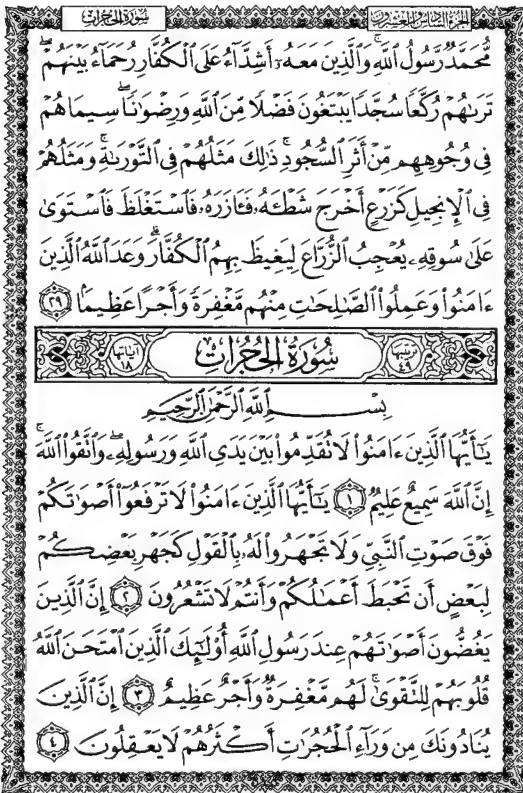 سورة الحجرات الجزء السادس والعشرون
مُّحَمَّدٌ رَّسُولُ ٱللَّهِ وَٱلَّذِينَ مَعَهُۥٓ أَشِدَّآءُ عَلَى ٱلْكُفَّارِ رُحَمَآءُ بَيْنَهُمْ ۖ
تَرَىٰهُمْ رُكَّعًا سُجَّدًا يَبْتَغُونَ فَضْلًا مِّنَ ٱللَّهِ وَرِضْوَٰنًا ۖ سِيمَاهُمْ
فِى وُجُوهِهِم مِّنْ أَثَرِ ٱلسُّجُودِ ۚ ذَٰلِكَ مَثَلُهُمْ فِى ٱلتَّوْرَىٰةِ ۚ وَمَثَلُهُمْ
فِى ٱلْإِنجِيلِ كَزَرْعٍ أَخْرَجَ شَطْـَٔهُۥ فَـَٔازَرَهُۥ فَٱسْتَغْلَظَ فَٱسْتَوَىٰ
عَلَىٰ سُوقِهِۦ يُعْجِبُ ٱلزُّرَّاعَ لِيَغِيظَ بِهِمُ ٱلْكُفَّارَ ۗ وَعَدَ ٱللَّهُ ٱلَّذِينَ
ءَامَنُوا۟ وَعَمِلُوا۟ ٱلصَّـٰلِحَـٰتِ مِنْهُم مَّغْفِرَةً وَأَجْرًا عَظِيمًۢا ٢٩
ترتيبها ٤٩ سُورَةُ الحُجُرَاتِ آياتها ١٨
بِسْمِ ٱللَّهِ ٱلرَّحْمَـٰنِ ٱلرَّحِيمِ
يَـٰٓأَيُّهَا ٱلَّذِينَ ءَامَنُوا۟ لَا تُقَدِّمُوا۟ بَيْنَ يَدَىِ ٱللَّهِ وَرَسُولِهِۦ ۖ وَٱتَّقُوا۟ ٱللَّهَ ۚ
إِنَّ ٱللَّهَ سَمِيعٌ عَلِيمٌ ١ يَـٰٓأَيُّهَا ٱلَّذِينَ ءَامَنُوا۟ لَا تَرْفَعُوٓا۟ أَصْوَٰتَكُمْ
فَوْقَ صَوْتِ ٱلنَّبِىِّ وَلَا تَجْهَرُوا۟ لَهُۥ بِٱلْقَوْلِ كَجَهْرِ بَعْضِكُمْ
لِبَعْضٍ أَن تَحْبَطَ أَعْمَـٰلُكُمْ وَأَنتُمْ لَا تَشْعُرُونَ ٢ إِنَّ ٱلَّذِينَ
يَغُضُّونَ أَصْوَٰتَهُمْ عِندَ رَسُولِ ٱللَّهِ أُو۟لَـٰٓئِكَ ٱلَّذِينَ ٱمْتَحَنَ ٱللَّهُ
قُلُوبَهُمْ لِلتَّقْوَىٰ ۚ لَهُم مَّغْفِرَةٌ وَأَجْرٌ عَظِيمٌ ٣ إِنَّ ٱلَّذِينَ
يُنَادُونَكَ مِن وَرَآءِ ٱلْحُجُرَٰتِ أَكْثَرُهُمْ لَا يَعْقِلُونَ ٤